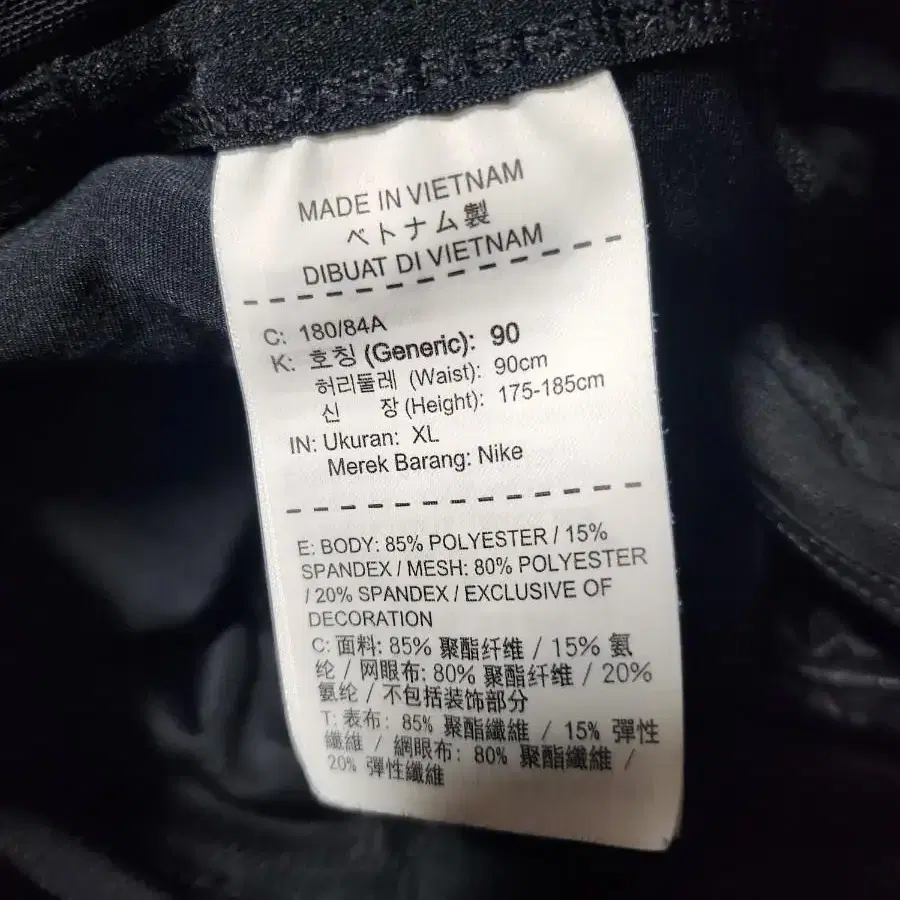 MADE IN VIETNAM
ベトナム製
DIBUAT DI VIETNAM
C: 180/84A
K: 호칭 (Generic): 90
허리둘레 (Waist): 90cm
신 장 (Height): 175-185cm
IN: Ukuran: XL
Merek Barang: Nike
E: BODY: 85% POLYESTER / 15%
SPANDEX / MESH: 80% POLYESTER
/ 20% SPANDEX / EXCLUSIVE OF
DECORATION
C: 面料: 85% 聚酯纤维 / 15% 氨
纶 / 网眼布: 80% 聚酯纤维 / 20%
氨纶 / 不包括装饰部分
T: 表布: 85% 聚酯纖維 / 15% 彈性
纖維 / 網眼布: 80% 聚酯纖維 /
20% 彈性纖維